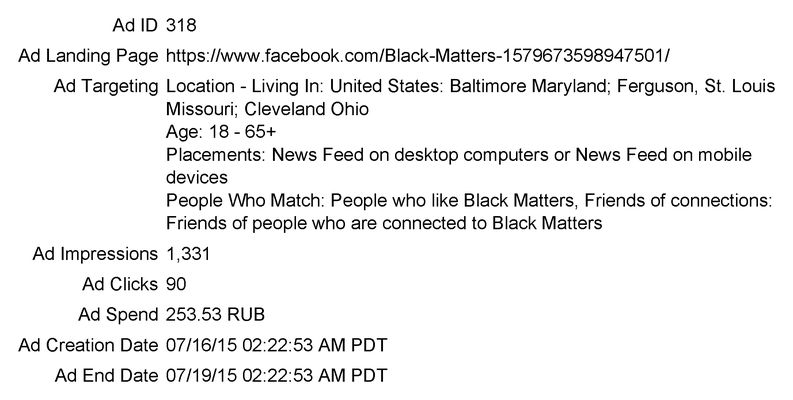 Ad ID 318
Ad Landing Page https://www.facebook.com/Black-Matters-1579673598947501/
Ad Targeting Location - Living In: United States: Baltimore Maryland; Ferguson, St. Louis
Missouri; Cleveland Ohio
Age: 18 - 65+
Placements: News Feed on desktop computers or News Feed on mobile
devices
People Who Match: People who like Black Matters, Friends of connections:
Friends of people who are connected to Black Matters
Ad Impressions 1,331
Ad Clicks 90
Ad Spend 253.53 RUB
Ad Creation Date 07/16/15 02:22:53 AM PDT
Ad End Date 07/19/15 02:22:53 AM PDT